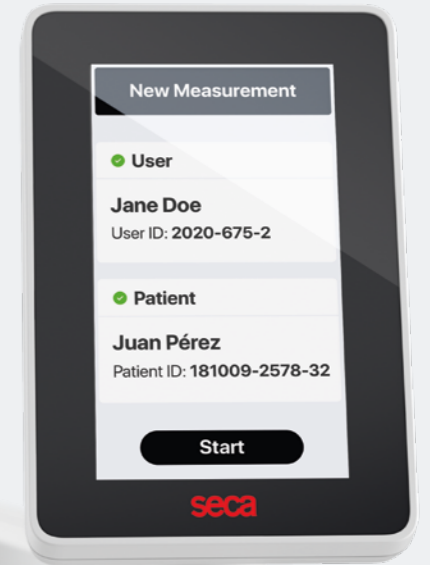 New Measurement
User
Jane Doe
User ID: 2020-675-2
Patient
Juan Pérez
Patient ID: 181009-2578-32
Start
seca